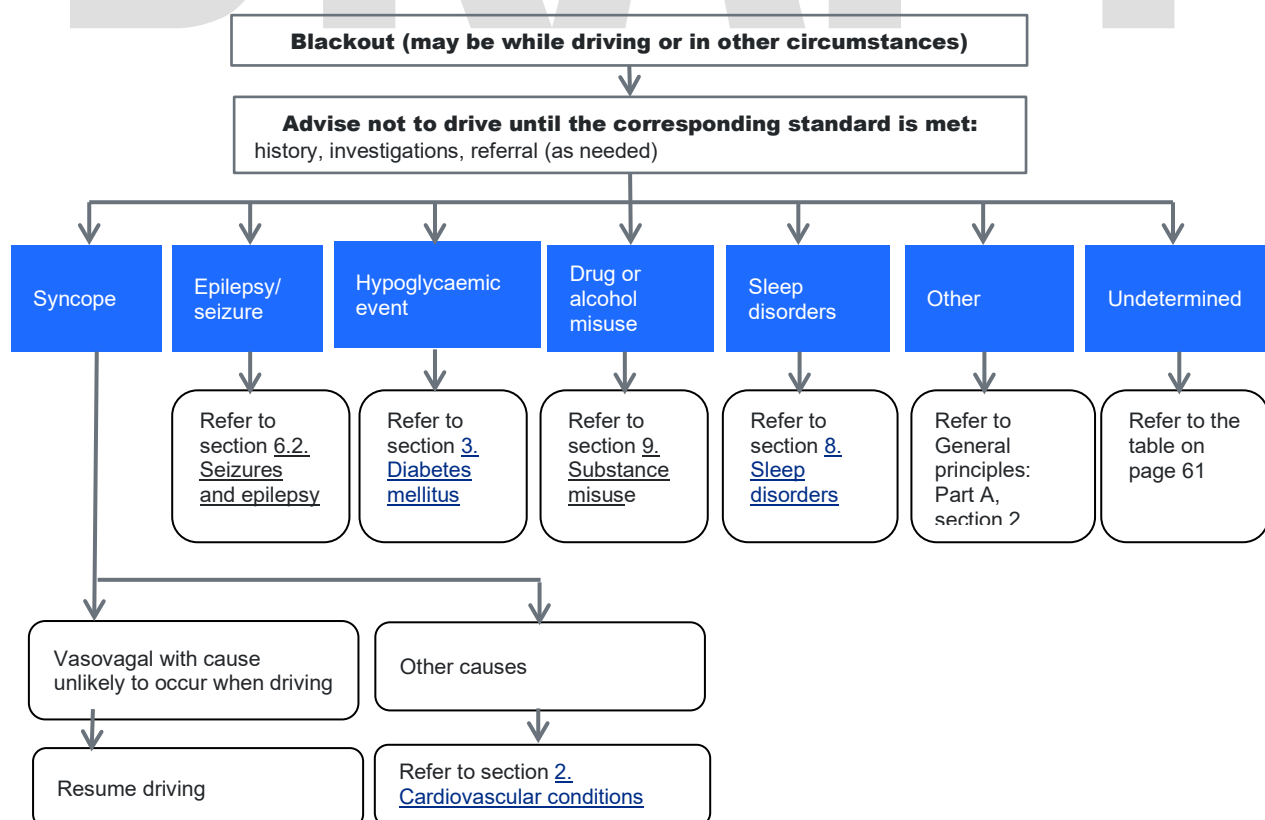 DRAFT
Blackout (may be while driving or in other circumstances)
Advise not to drive until the corresponding standard is met:
history, investigations, referral (as needed)
Syncope
Epilepsy/
seizure
Hypoglycaemic
event
Drug or
alcohol
misuse
Sleep
disorders
Other
Undetermined
Refer to
section 6.2.
Seizures
and epilepsy
Refer to
section 3.
Diabetes
mellitus
Refer to
section 9.
Substance
misuse
Refer to
section 8.
Sleep
disorders
Refer to
General
principles:
Part A,
section 2
Refer to the
table on
page 61
Vasovagal with cause
unlikely to occur when driving
Other causes
Resume driving
Refer to section 2.
Cardiovascular conditions